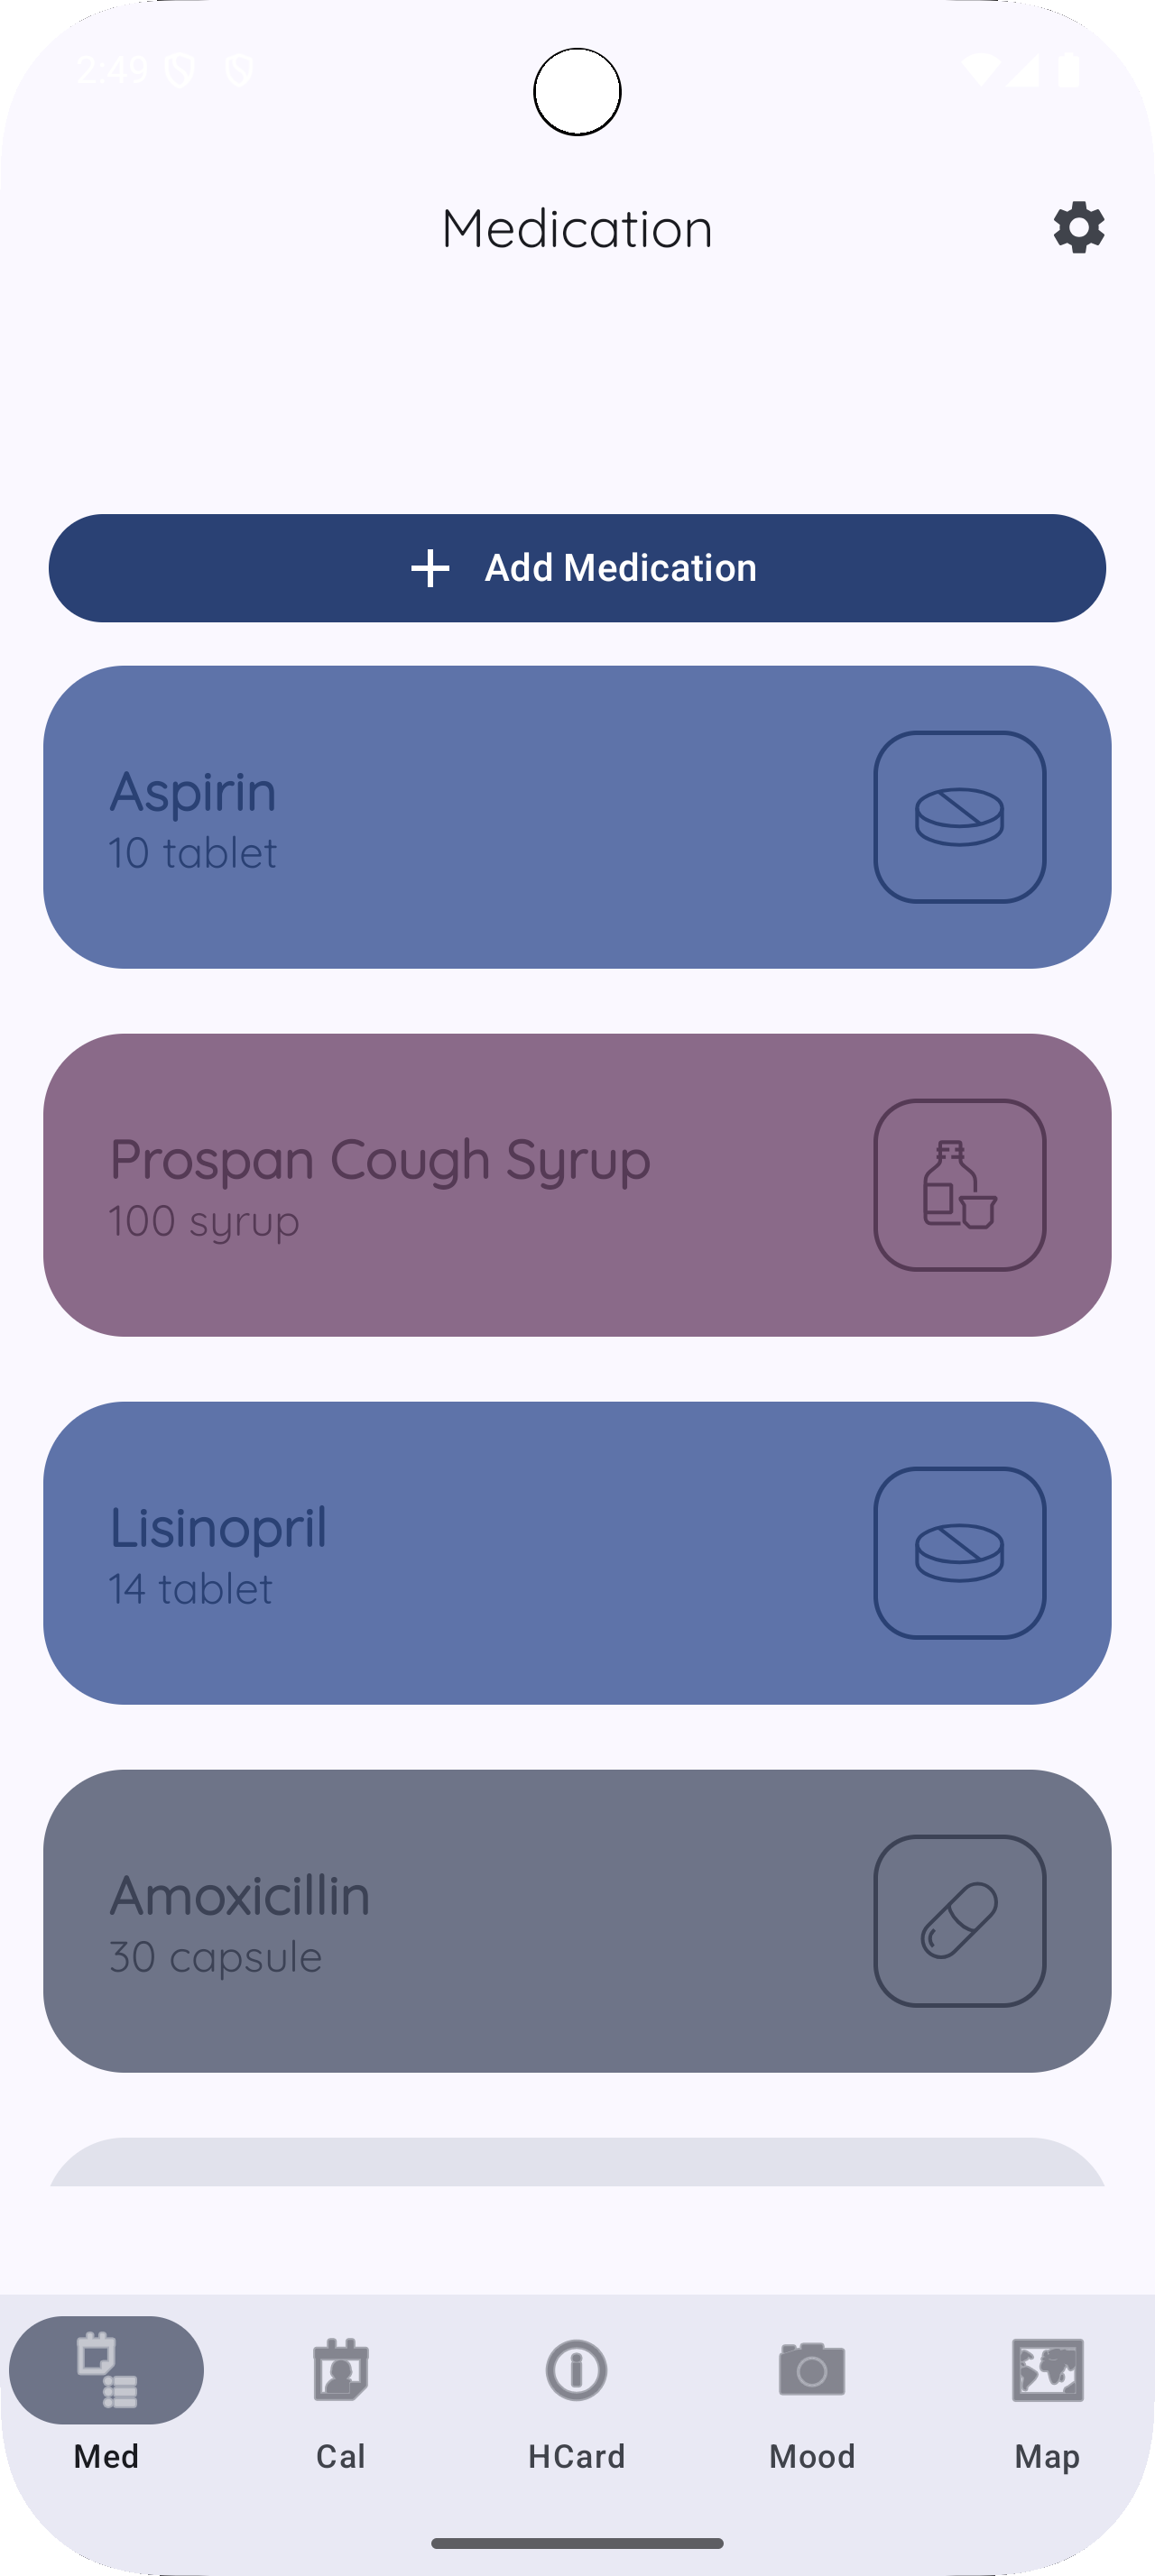 2:49
Medication
Add Medication
Aspirin
10 tablet
Prospan Cough Syrup
100 syrup
Lisinopril
14 tablet
Amoxicillin
30 capsule
Med Cal HCard Mood Map